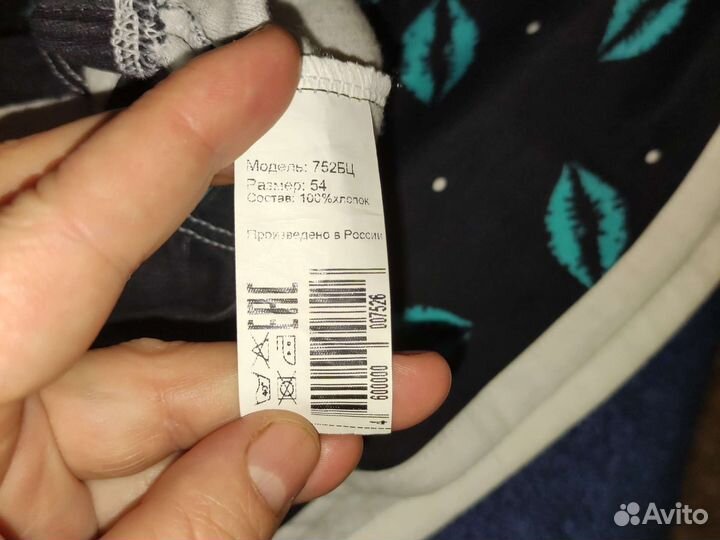 Модель: 752БЦ
Размер: 54
Состав: 100%хлопок
Произведено в России
ЕАС
007526
600000
Avito